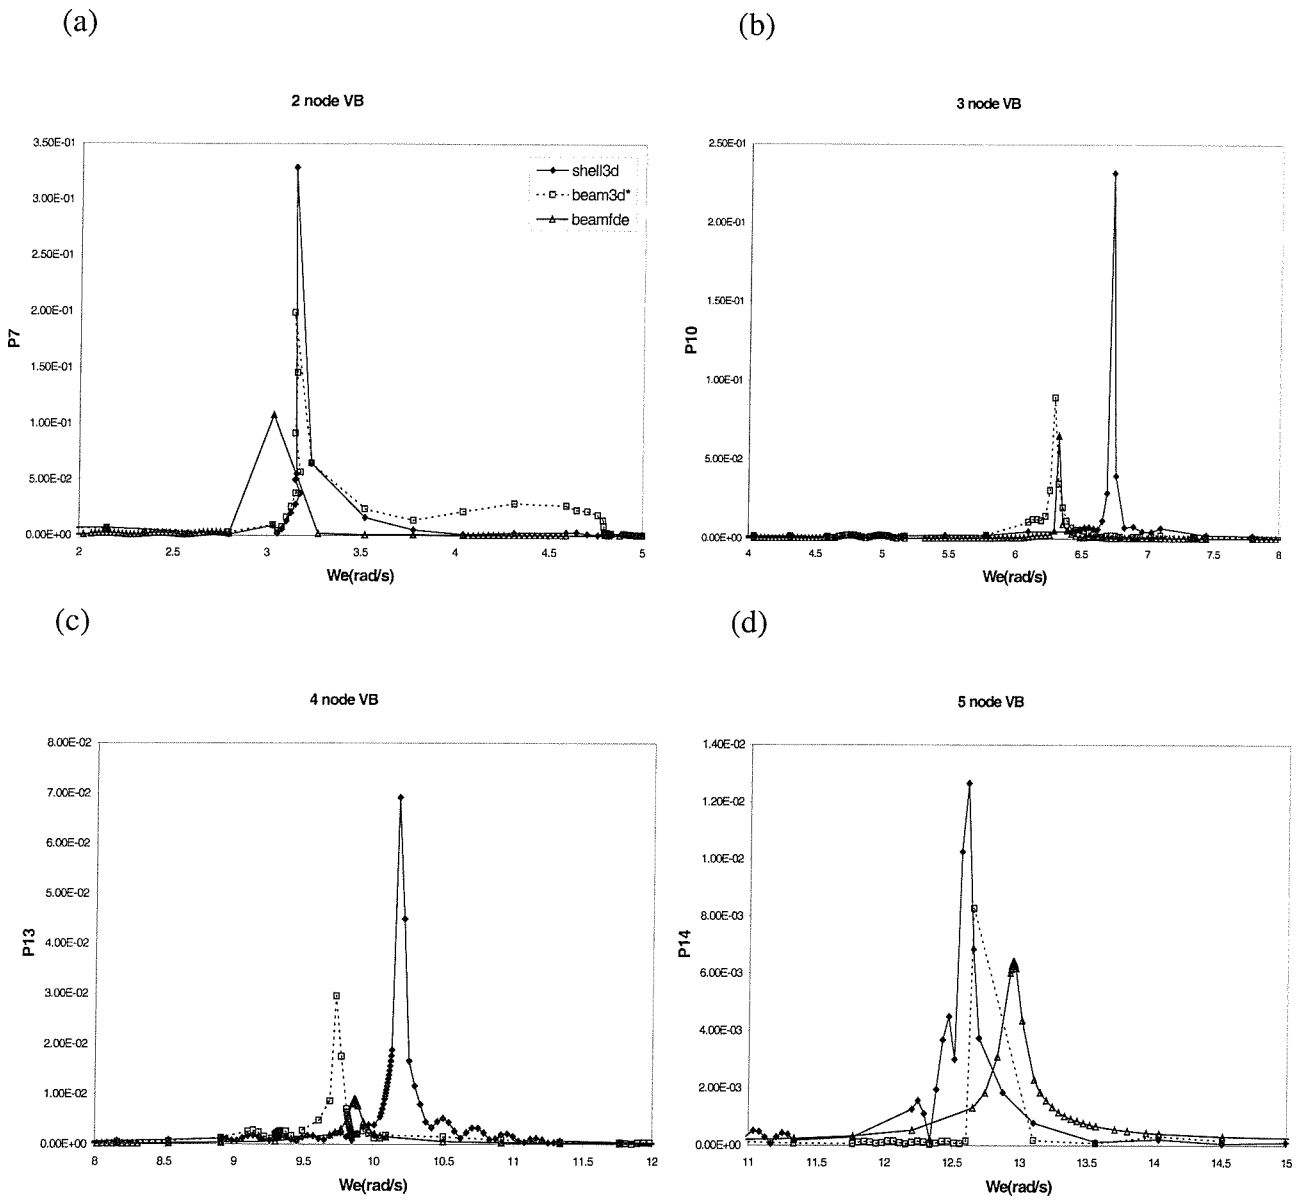 (a)
2 node VB
3.50E-01
3.00E-01
2.50E-01
2.00E-01
1.50E-01
1.00E-01
5.00E-02
0.00E+00
P7
shell3d
beam3d*
beamfde
2 2.5 3 3.5 4 4.5 5
We(rad/s)
(b)
3 node VB
2.50E-01
2.00E-01
1.50E-01
1.00E-01
5.00E-02
0.00E+00
P10
4 4.5 5 5.5 6 6.5 7 7.5 8
We(rad/s)
(c)
4 node VB
8.00E-02
7.00E-02
6.00E-02
5.00E-02
4.00E-02
3.00E-02
2.00E-02
1.00E-02
0.00E+00
P13
8 8.5 9 9.5 10 10.5 11 11.5 12
We(rad/s)
(d)
5 node VB
1.40E-02
1.20E-02
1.00E-02
8.00E-03
6.00E-03
4.00E-03
2.00E-03
0.00E+00
P14
11 11.5 12 12.5 13 13.5 14 14.5 15
We(rad/s)